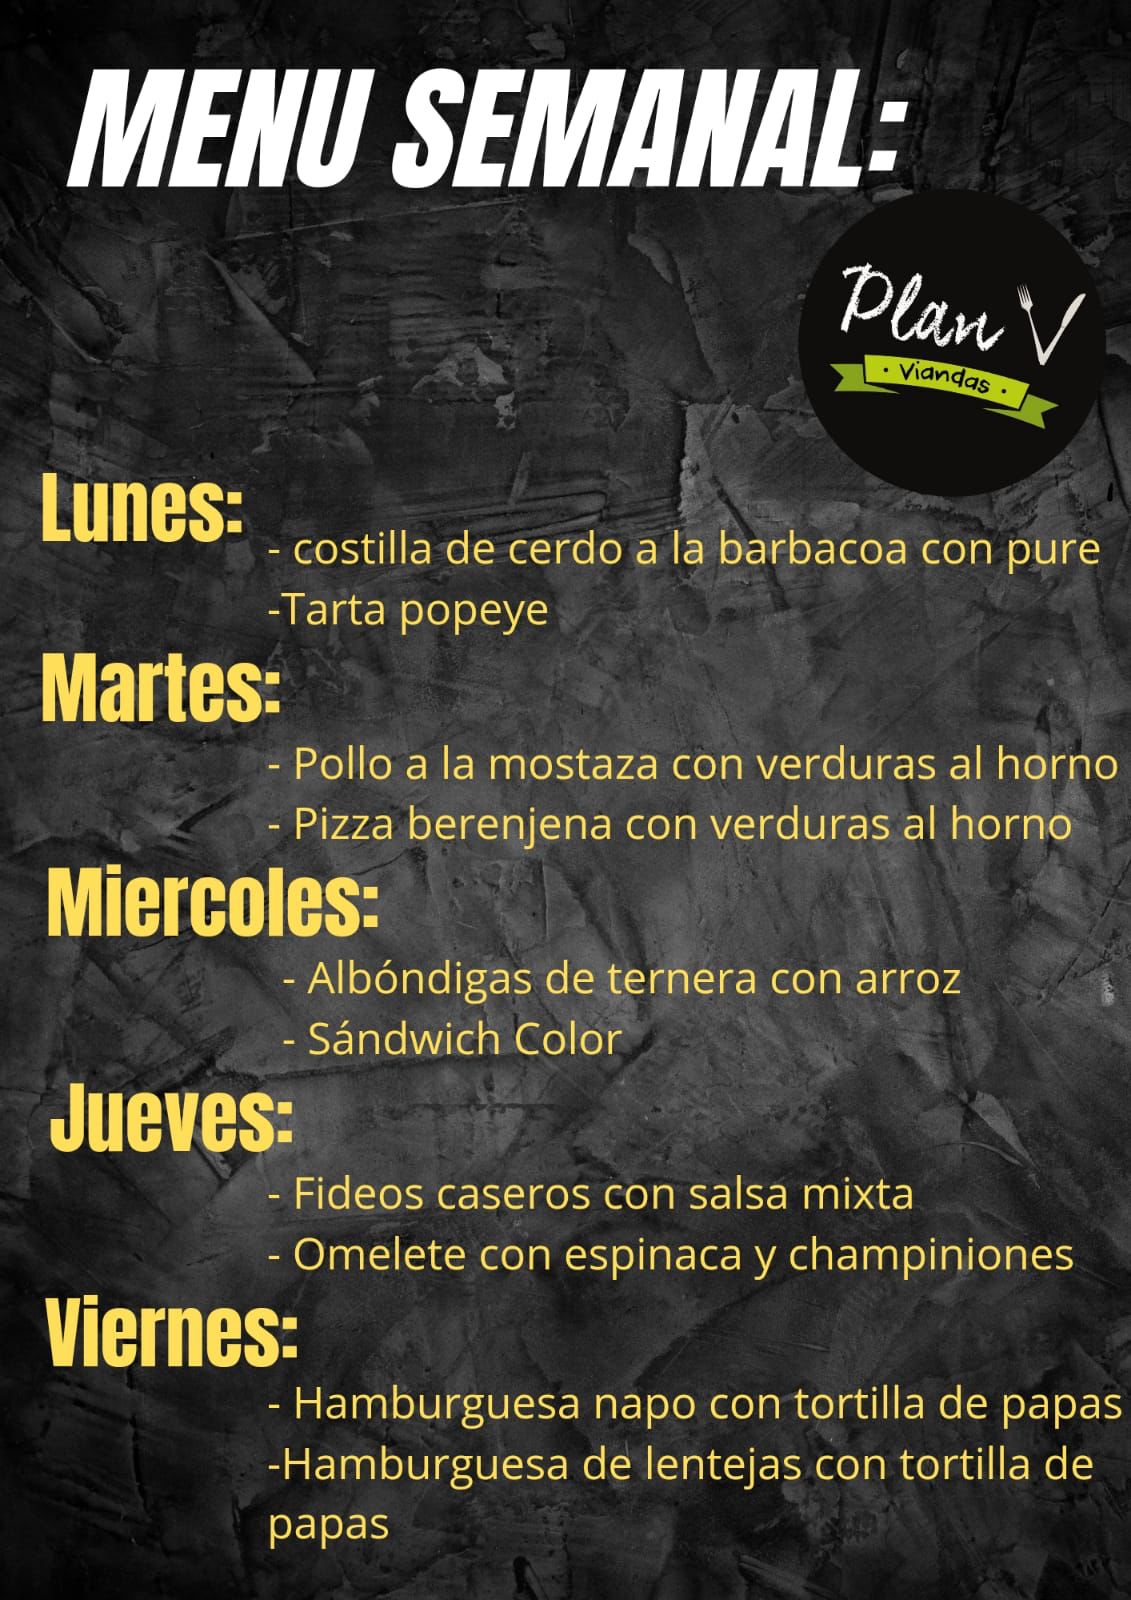 MENU SEMANAL:
Plan V
· Viandas ·
Lunes:
- costilla de cerdo a la barbacoa con pure
-Tarta popeye
Martes:
- Pollo a la mostaza con verduras al horno
- Pizza berenjena con verduras al horno
Miercoles:
- Albóndigas de ternera con arroz
- Sándwich Color
Jueves:
- Fideos caseros con salsa mixta
- Omelete con espinaca y champiniones
Viernes:
- Hamburguesa napo con tortilla de papas
-Hamburguesa de lentejas con tortilla de
papas